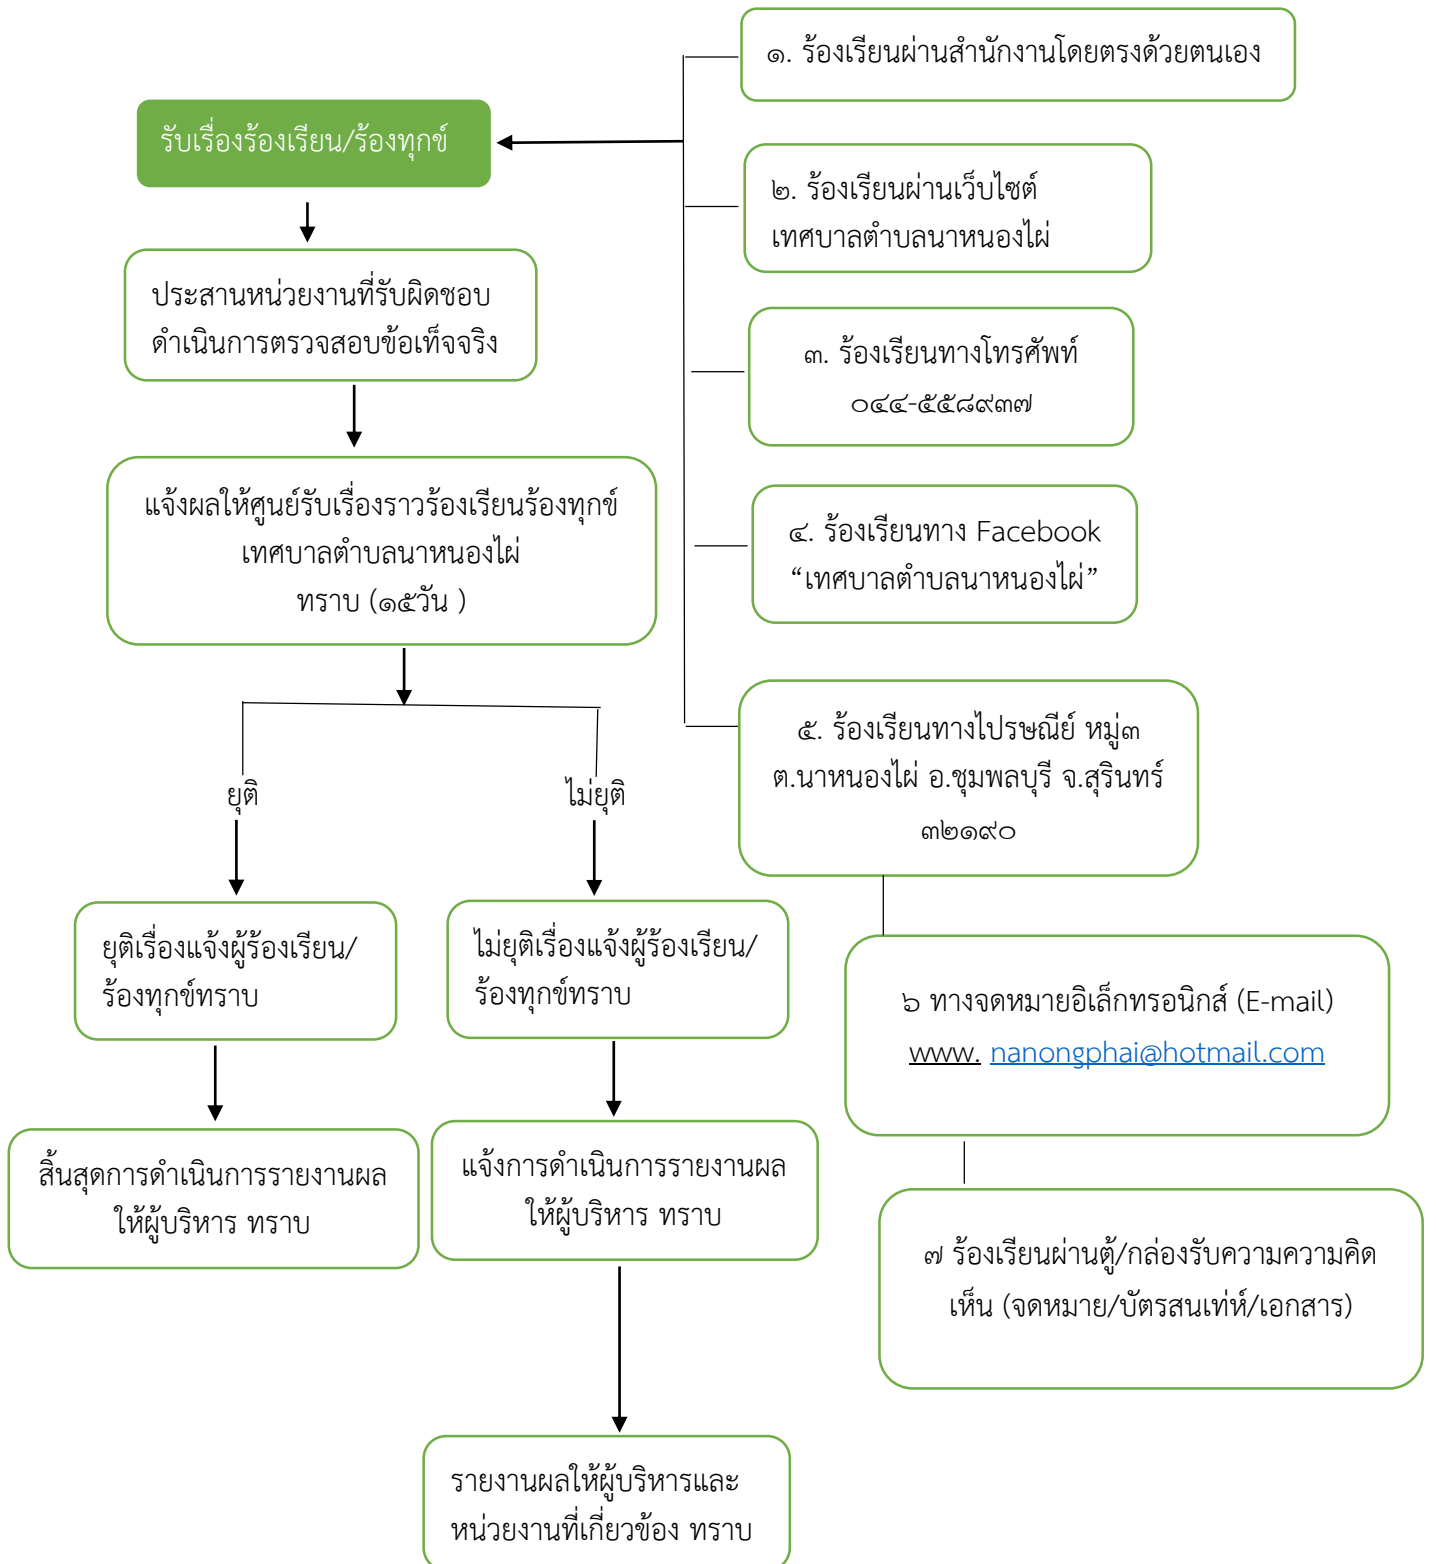 ๑. ร้องเรียนผ่านสำนักงานโดยตรงด้วยตนเอง
รับเรื่องร้องเรียน/ร้องทุกข์
๒. ร้องเรียนผ่านเว็บไซต์
เทศบาลตำบลนาหนองไผ่
ประสานหน่วยงานที่รับผิดชอบ
ดำเนินการตรวจสอบข้อเท็จจริง
๓. ร้องเรียนทางโทรศัพท์
๐๔๔-๕๕๘๙๓๗
แจ้งผลให้ศูนย์รับเรื่องราวร้องเรียนร้องทุกข์
เทศบาลตำบลนาหนองไผ่
ทราบ (๑๕วัน )
๔. ร้องเรียนทาง Facebook
“เทศบาลตำบลนาหนองไผ่”
๕. ร้องเรียนทางไปรษณีย์ หมู่๓
ต.นาหนองไผ่ อ.ชุมพลบุรี จ.สุรินทร์
๓๒๑๙๐
ยุติ
ไม่ยุติ
ยุติเรื่องแจ้งผู้ร้องเรียน/
ร้องทุกข์ทราบ
ไม่ยุติเรื่องแจ้งผู้ร้องเรียน/
ร้องทุกข์ทราบ
๖ ทางจดหมายอิเล็กทรอนิกส์ (E-mail)
www. nanongphai@hotmail.com
สิ้นสุดการดำเนินการรายงานผล
ให้ผู้บริหาร ทราบ
แจ้งการดำเนินการรายงานผล
ให้ผู้บริหาร ทราบ
๗ ร้องเรียนผ่านตู้/กล่องรับความความคิด
เห็น (จดหมาย/บัตรสนเท่ห์/เอกสาร)
รายงานผลให้ผู้บริหารและ
หน่วยงานที่เกี่ยวข้อง ทราบ